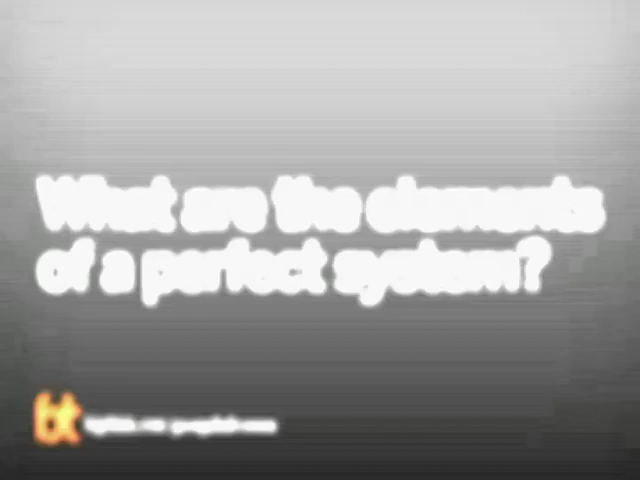 What are the elements
of a perfect system?
bt